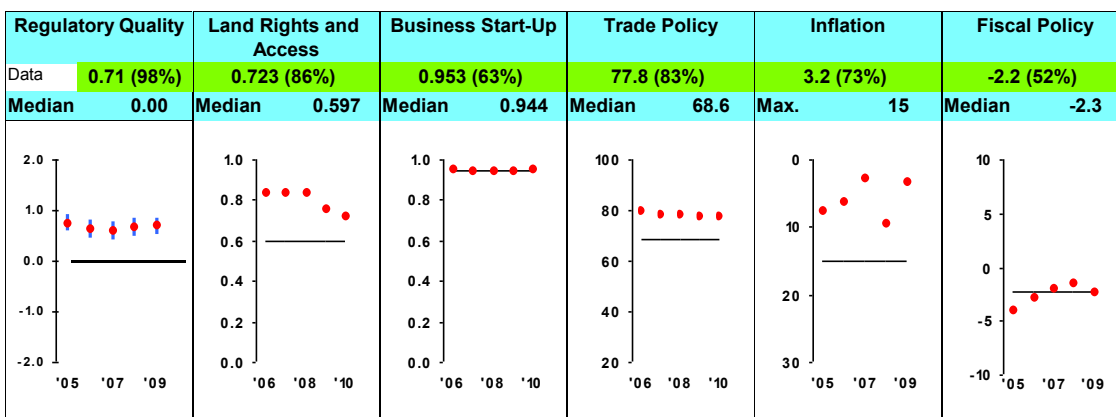 Regulatory Quality
Land Rights and
Access
Business Start-Up
Trade Policy
Inflation
Fiscal Policy
Data 0.71 (98%)
0.723 (86%)
0.953 (63%)
77.8 (83%)
3.2 (73%)
-2.2 (52%)
Median 0.00
Median 0.597
Median 0.944
Median 68.6
Max. 15
Median -2.3
2.0
1.0
0.0
-1.0
-2.0
'05 '07 '09
1.0
0.8
0.6
0.4
0.2
0.0
'06 '08 '10
1.0
0.8
0.6
0.4
0.2
0.0
'06 '08 '10
100
80
60
40
20
'06 '08 '10
0
10
20
30
'05 '07 '09
10
5
0
-5
-10
'05 '07 '09